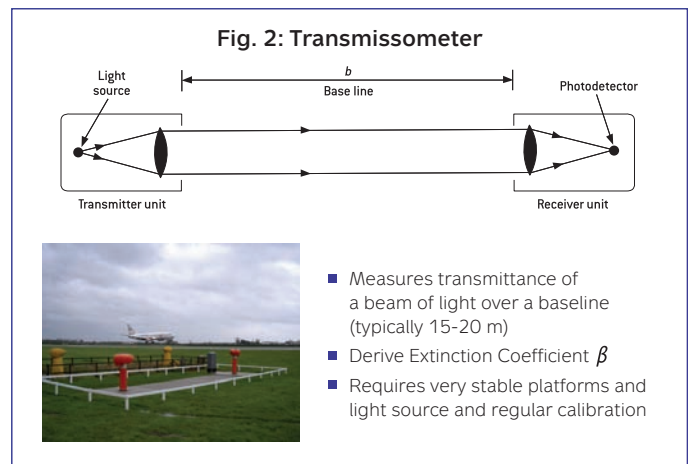 Fig. 2: Transmissometer
Light
source
b
Base line
Photodetector
Transmitter unit
Receiver unit
■ Measures transmittance of
a beam of light over a baseline
(typically 15-20 m)
■ Derive Extinction Coefficient β
■ Requires very stable platforms and
light source and regular calibration